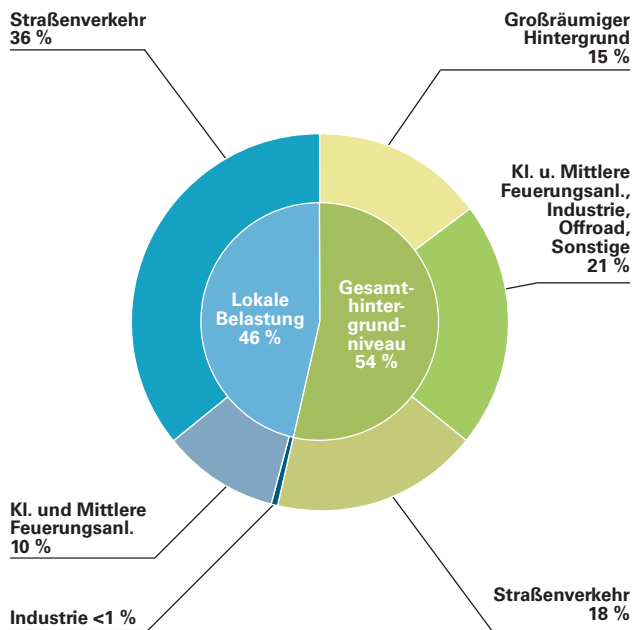 Straßenverkehr
36 %
Großräumiger
Hintergrund
15 %
Kl. u. Mittlere
Feuerungsanl.,
Industrie,
Offroad,
Sonstige
21 %
Lokale
Belastung
46 %
Gesamt-
hinter-
grund-
niveau
54 %
Kl. und Mittlere
Feuerungsanl.
10 %
Industrie <1 %
Straßenverkehr
18 %